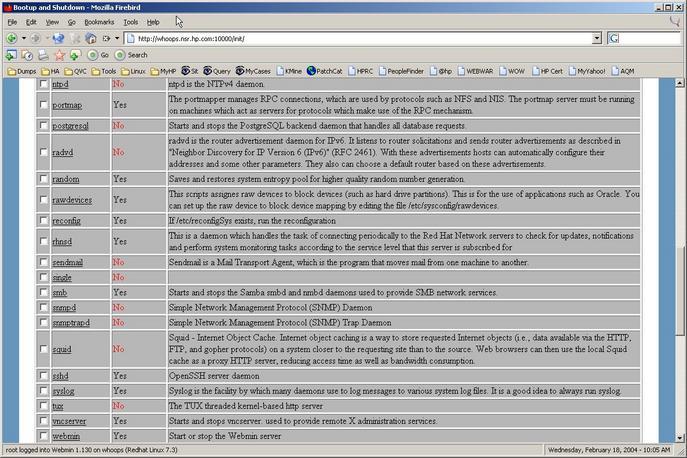 Bootup and Shutdown - Mozilla Firebird
File Edit View Go Bookmarks Tools Help
http://whoops.nsr.hp.com:10000/init/
G
Go Search
Dumps HA QVC Tools Linux MyHP Sit Query MyCases KMine PatchCat HPRC PeopleFinder @hp WEBWAR WOW HP Cert MyYahoo! AQM
ntpd No ntpd is the NTPv4 daemon.
portmap Yes The portmapper manages RPC connections, which are used by protocols such as NFS and NIS. The portmap server must be running
on machines which act as servers for protocols which make use of the RPC mechanism.
postgresql No Starts and stops the PostgreSQL backend daemon that handles all database requests.
radvd No radvd is the router advertisement daemon for IPv6. It listens to router solicitations and sends router advertisements as described in
"Neighbor Discovery for IP Version 6 (IPv6)" (RFC 2461). With these advertisements hosts can automatically configure their
addresses and some other parameters. They also can choose a default router based on these advertisements.
random Yes Saves and restores system entropy pool for higher quality random number generation.
rawdevices Yes This scripts assignes raw devices to block devices (such as hard drive partitions). This is for the use of applications such as Oracle. You
can set up the raw device to block device mapping by editing the file /etc/sysconfig/rawdevices.
reconfig Yes If /etc/reconfigSys exists, run the reconfiguration
rhnsd Yes This is a daemon which handles the task of connecting periodically to the Red Hat Network servers to check for updates, notifications
and perform system monitoring tasks according to the service level that this server is subscribed for
sendmail No Sendmail is a Mail Transport Agent, which is the program that moves mail from one machine to another.
single No
smb Yes Starts and stops the Samba smbd and nmbd daemons used to provide SMB network services.
snmpd No Simple Network Management Protocol (SNMP) Daemon
snmptrapd No Simple Network Management Protocol (SNMP) Trap Daemon
squid No Squid - Internet Object Cache. Internet object caching is a way to store requested Internet objects (i.e., data available via the HTTP,
FTP, and gopher protocols) on a system closer to the requesting site than to the source. Web browsers can then use the local Squid
cache as a proxy HTTP server, reducing access time as well as bandwidth consumption.
sshd Yes OpenSSH server daemon
syslog Yes Syslog is the facility by which many daemons use to log messages to various system log files. It is a good idea to always run syslog.
tux No The TUX threaded kernel-based http server
vncserver Yes Starts and stops vncserver. used to provide remote X administration services.
webmin Yes Start or stop the Webmin server
root logged into Webmin 1.130 on whoops (Redhat Linux 7.3) Wednesday, February 18, 2004 - 10:05 AM